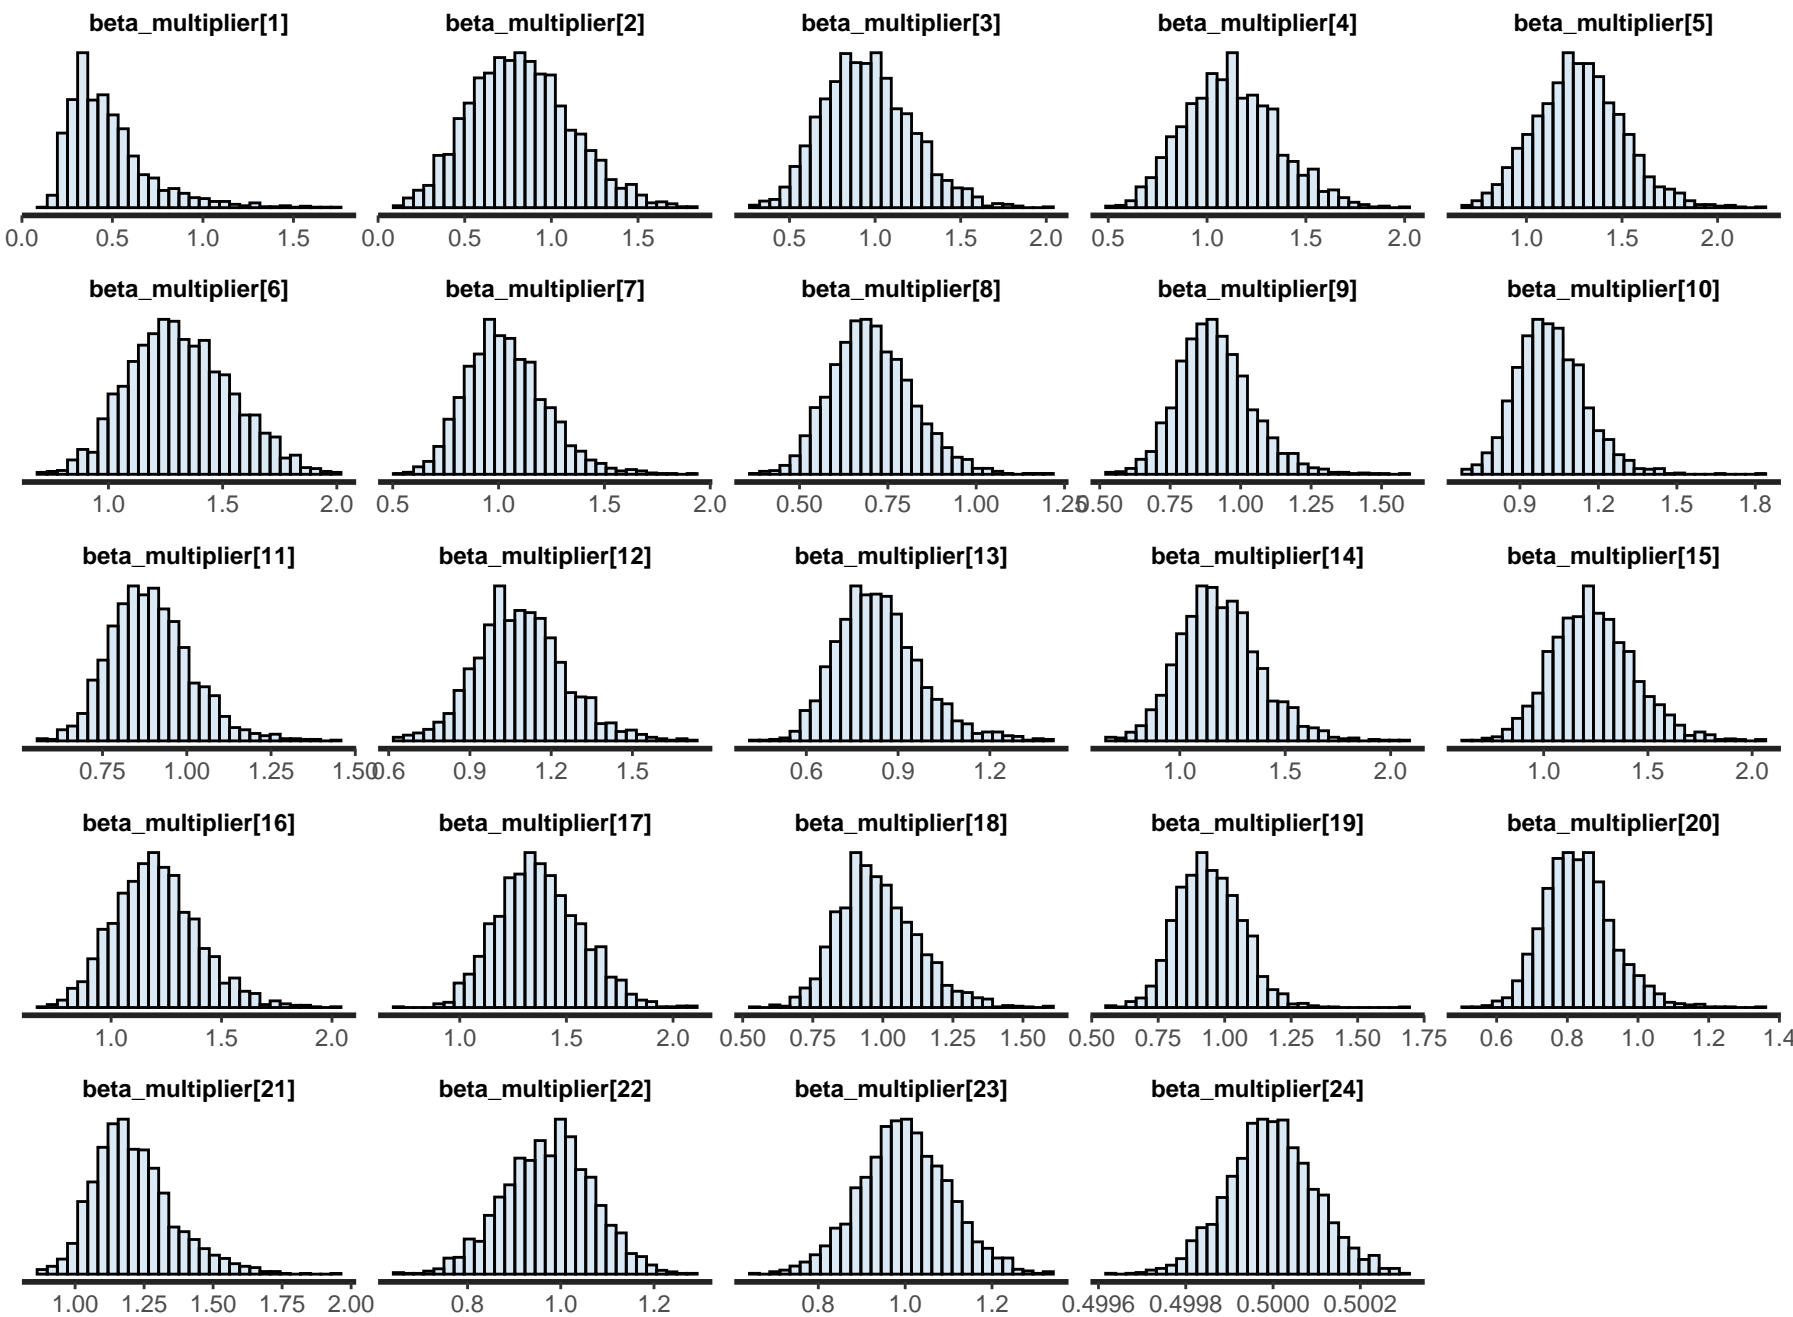 beta_multiplier[1] beta_multiplier[2] beta_multiplier[3] beta_multiplier[4] beta_multiplier[5]
0.0 0.5 1.0 1.5 0.0 0.5 1.0 1.5 0.5 1.0 1.5 2.0 0.5 1.0 1.5 2.0 1.0 1.5 2.0
beta_multiplier[6] beta_multiplier[7] beta_multiplier[8] beta_multiplier[9] beta_multiplier[10]
1.0 1.5 2.0 0.5 1.0 1.5 2.0 0.50 0.75 1.00 1.25 0.50 0.75 1.00 1.25 1.50 0.9 1.2 1.5 1.8
beta_multiplier[11] beta_multiplier[12] beta_multiplier[13] beta_multiplier[14] beta_multiplier[15]
0.75 1.00 1.25 1.50 0.6 0.9 1.2 1.5 0.6 0.9 1.2 1.0 1.5 2.0 1.0 1.5 2.0
beta_multiplier[16] beta_multiplier[17] beta_multiplier[18] beta_multiplier[19] beta_multiplier[20]
1.0 1.5 2.0 1.0 1.5 2.0 0.50 0.75 1.00 1.25 1.50 0.50 0.75 1.00 1.25 1.50 1.75 0.6 0.8 1.0 1.2 1.4
beta_multiplier[21] beta_multiplier[22] beta_multiplier[23] beta_multiplier[24]
1.00 1.25 1.50 1.75 2.00 0.8 1.0 1.2 0.8 1.0 1.2 0.4996 0.4998 0.5000 0.5002